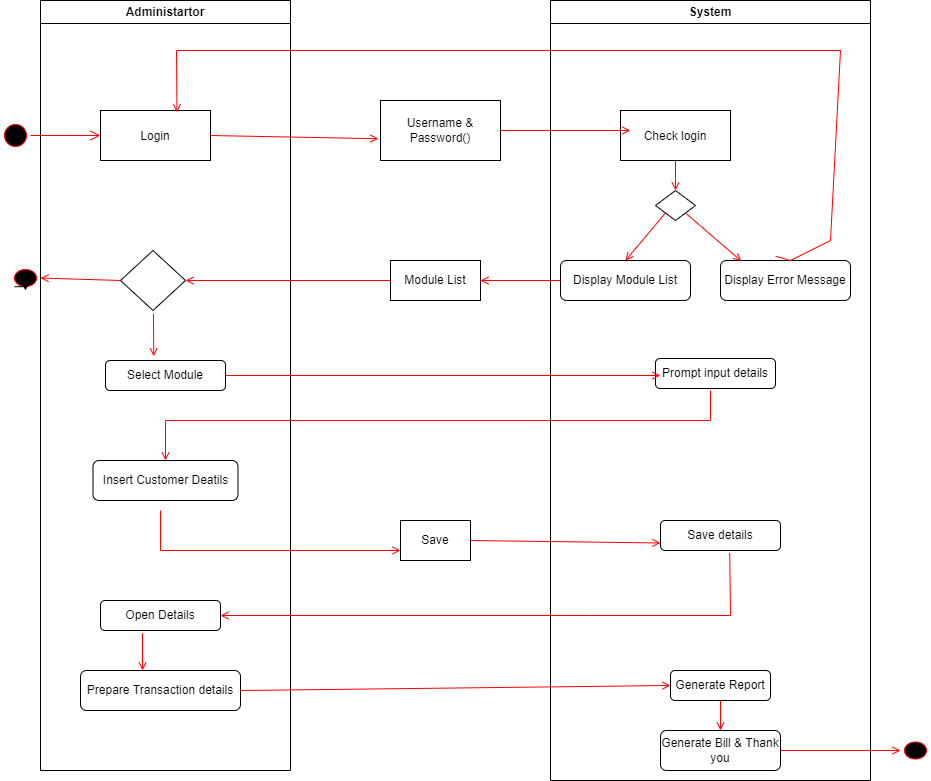 Administartor
System
Login
Username &
Password()
Check login
Module List
Display Module List
Display Error Message
Select Module
Prompt input details
Insert Customer Deatils
Save
Save details
Open Details
Prepare Transaction details
Generate Report
Generate Bill & Thank
you